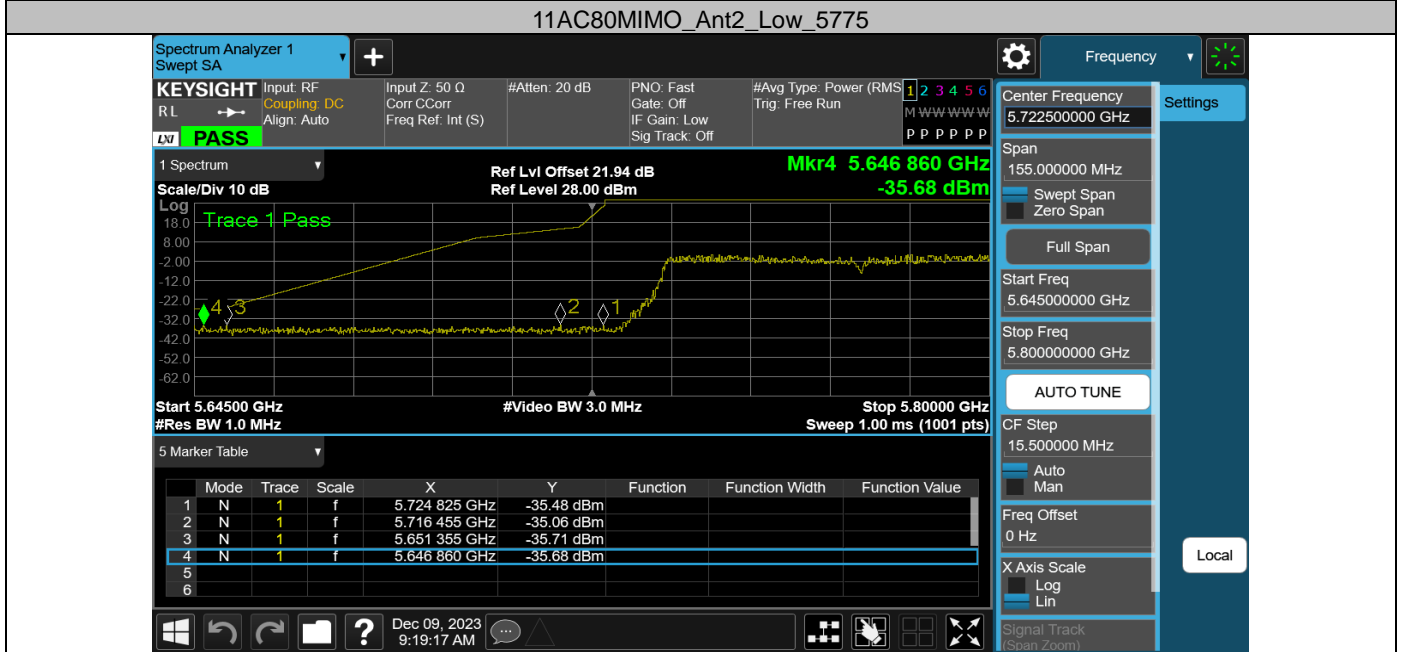 11AC80MIMO_Ant2_Low_5775
Spectrum Analyzer 1
Swept SA
Frequency
KEYSIGHT
RL
LXI
PASS
Input: RF
Coupling: DC
Align: Auto
Input Z: 50 Ω
Corr CCorr
Freq Ref: Int (S)
#Atten: 20 dB
PNO: Fast
Gate: Off
IF Gain: Low
Sig Track: Off
#Avg Type: Power (RMS
Trig: Free Run
1 2 3 4 5 6
M W W W W W
P P P P P P
1 Spectrum
Ref Lvl Offset 21.94 dB
Mkr4 5.646 860 GHz
Scale/Div 10 dB
Ref Level 28.00 dBm
-35.68 dBm
Log
Trace 1 Pass
18.0
8.00
-2.00
-12.0
-22.0
-32.0
-42.0
-52.0
-62.0
4 3 2 1
Start 5.64500 GHz
#Video BW 3.0 MHz
Stop 5.80000 GHz
#Res BW 1.0 MHz
Sweep 1.00 ms (1001 pts)
5 Marker Table
Mode Trace Scale X Y Function Function Width Function Value
1 N 1 f 5.724 825 GHz -35.48 dBm
2 N 1 f 5.716 455 GHz -35.06 dBm
3 N 1 f 5.651 355 GHz -35.71 dBm
4 N 1 f 5.646 860 GHz -35.68 dBm
5
6
Dec 09, 2023
9:19:17 AM
Center Frequency
5.722500000 GHz
Settings
Span
155.000000 MHz
Swept Span
Zero Span
Full Span
Start Freq
5.645000000 GHz
Stop Freq
5.800000000 GHz
AUTO TUNE
CF Step
15.500000 MHz
Auto
Man
Freq Offset
0 Hz
X Axis Scale
Log
Lin
Local
Signal Track
(Span Zoom)